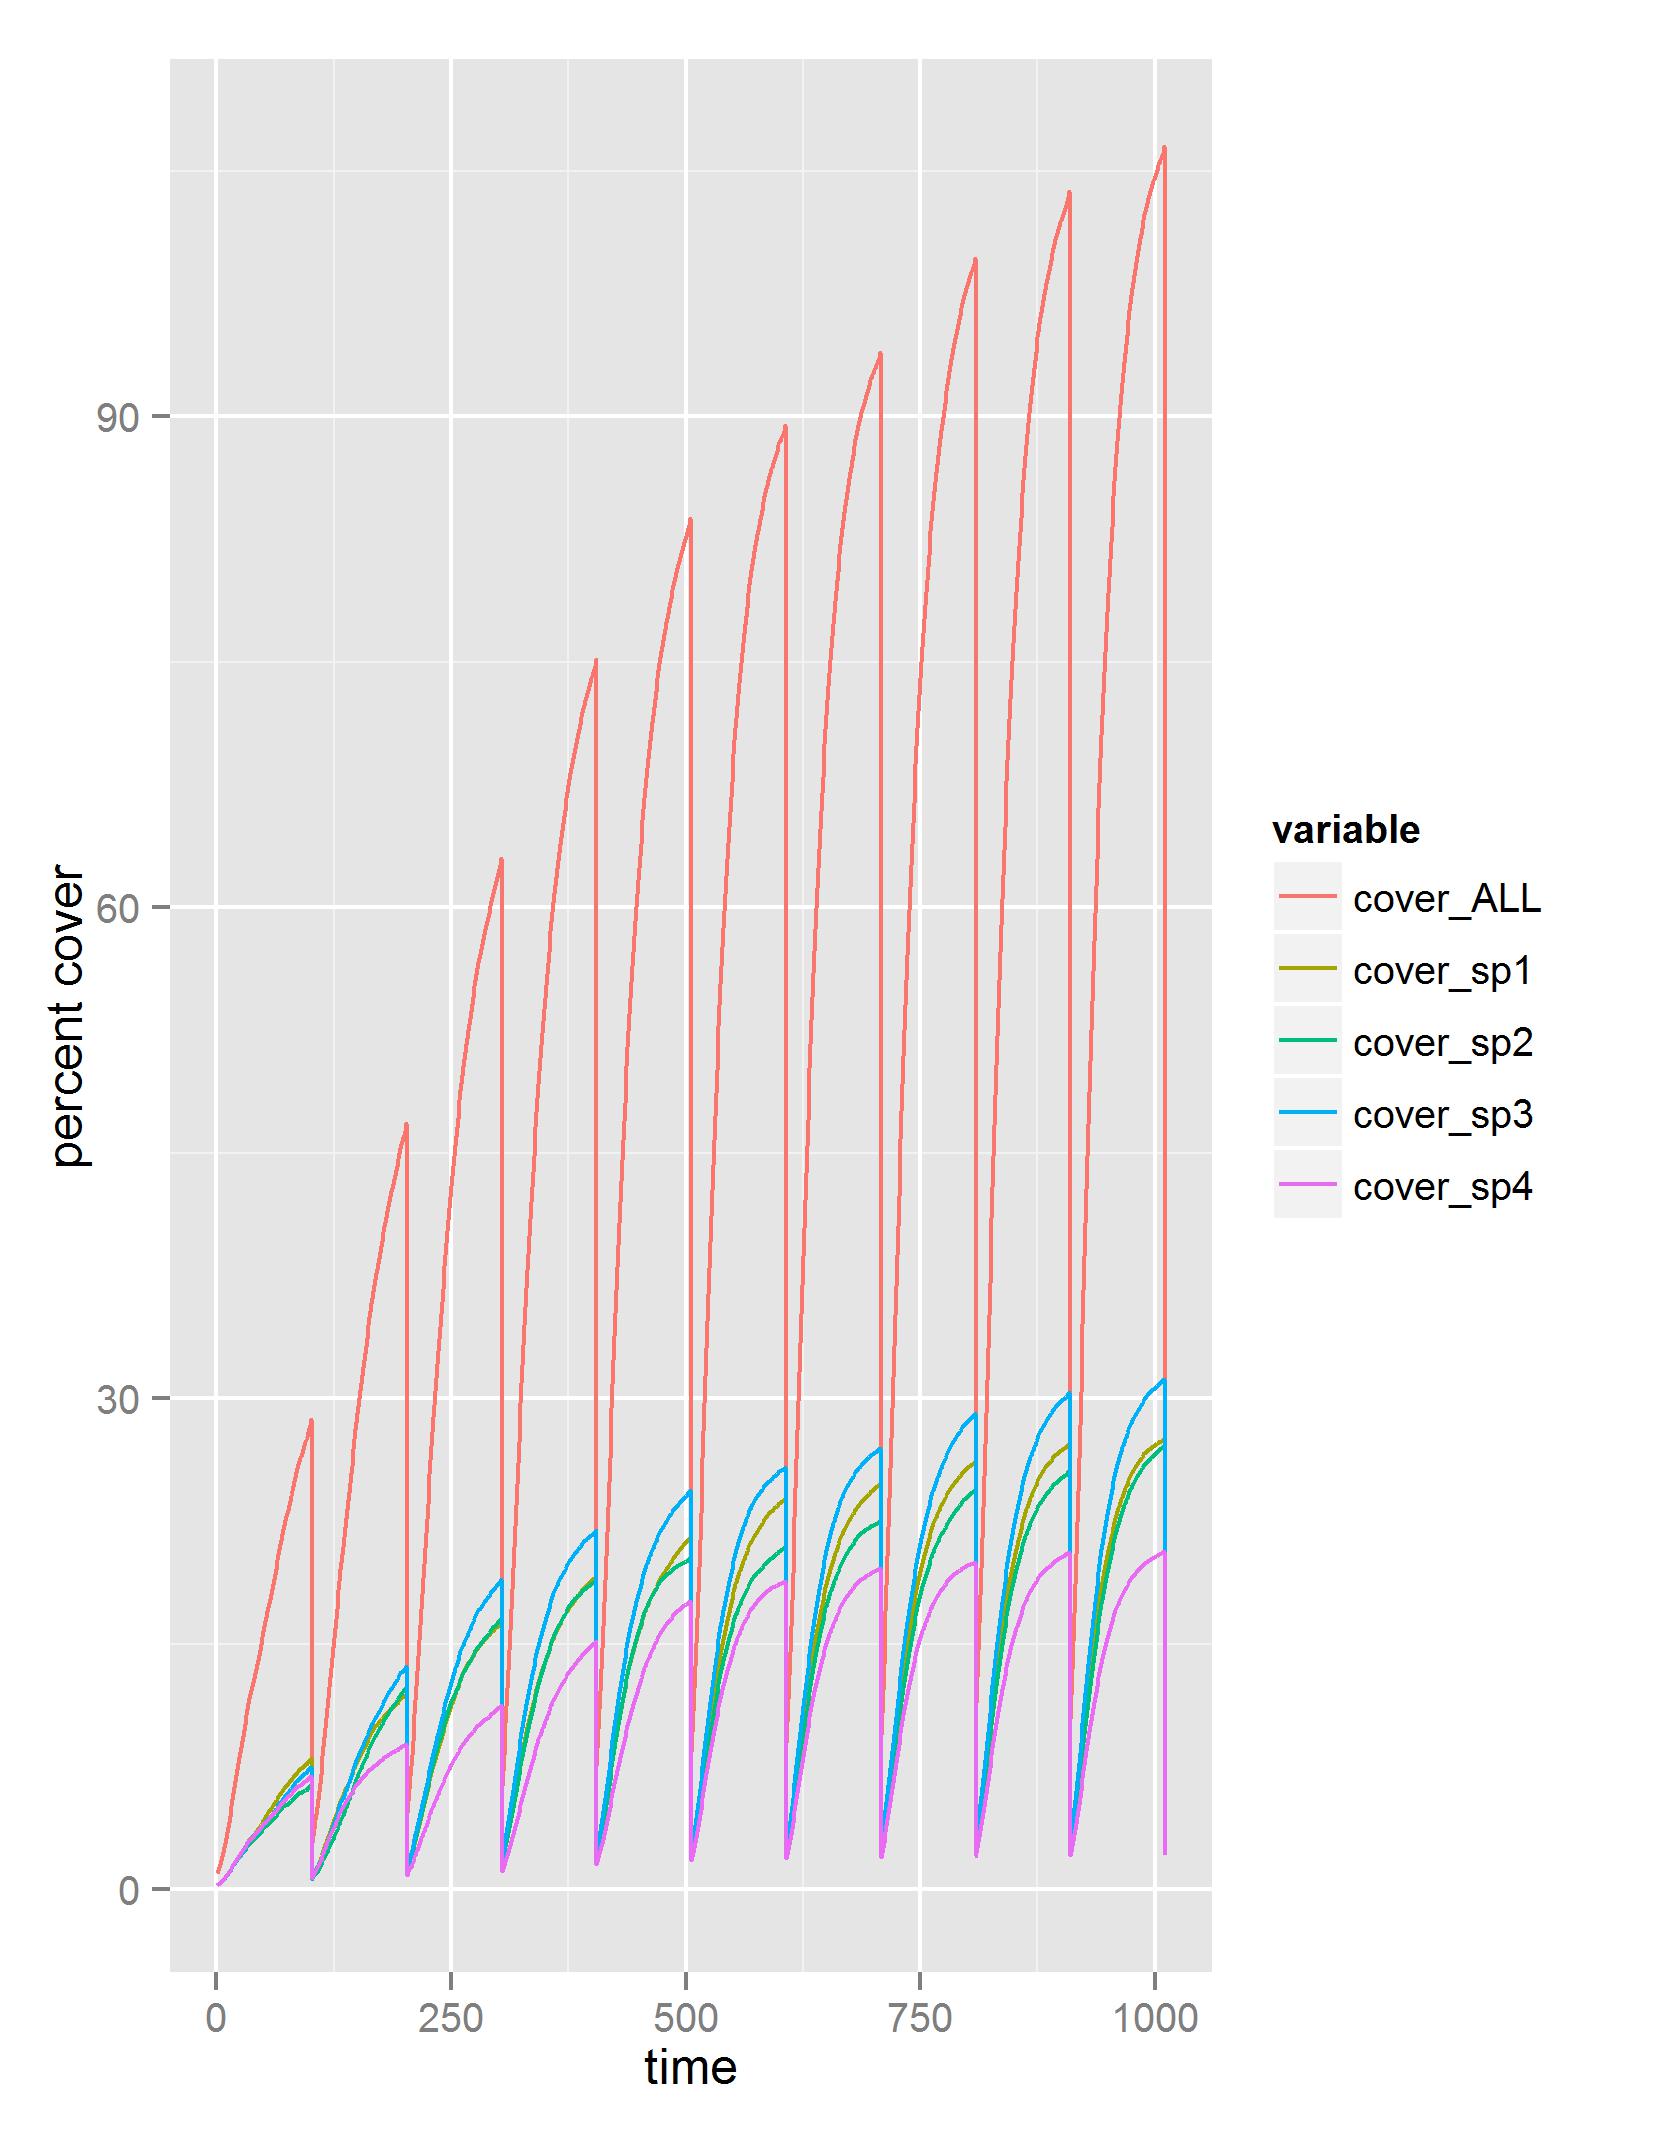 percent cover
90
60
30
0
0 250 500 750 1000
time
variable
cover_ALL
cover_sp1
cover_sp2
cover_sp3
cover_sp4